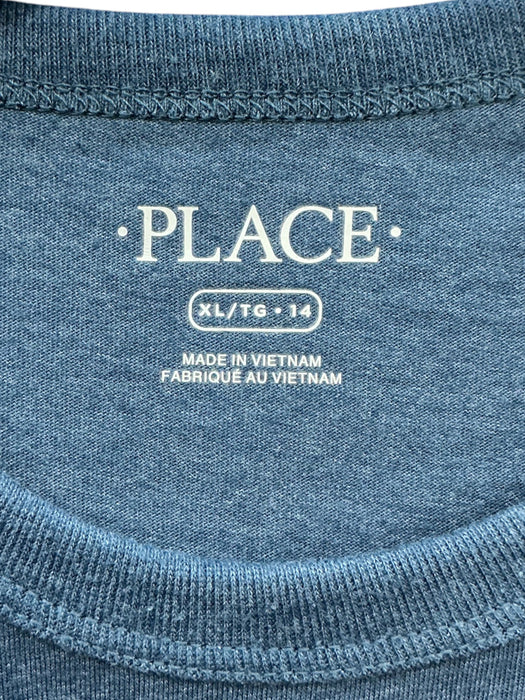 ·PLACE·
XL/TG • 14
MADE IN VIETNAM
FABRIQUÉ AU VIETNAM